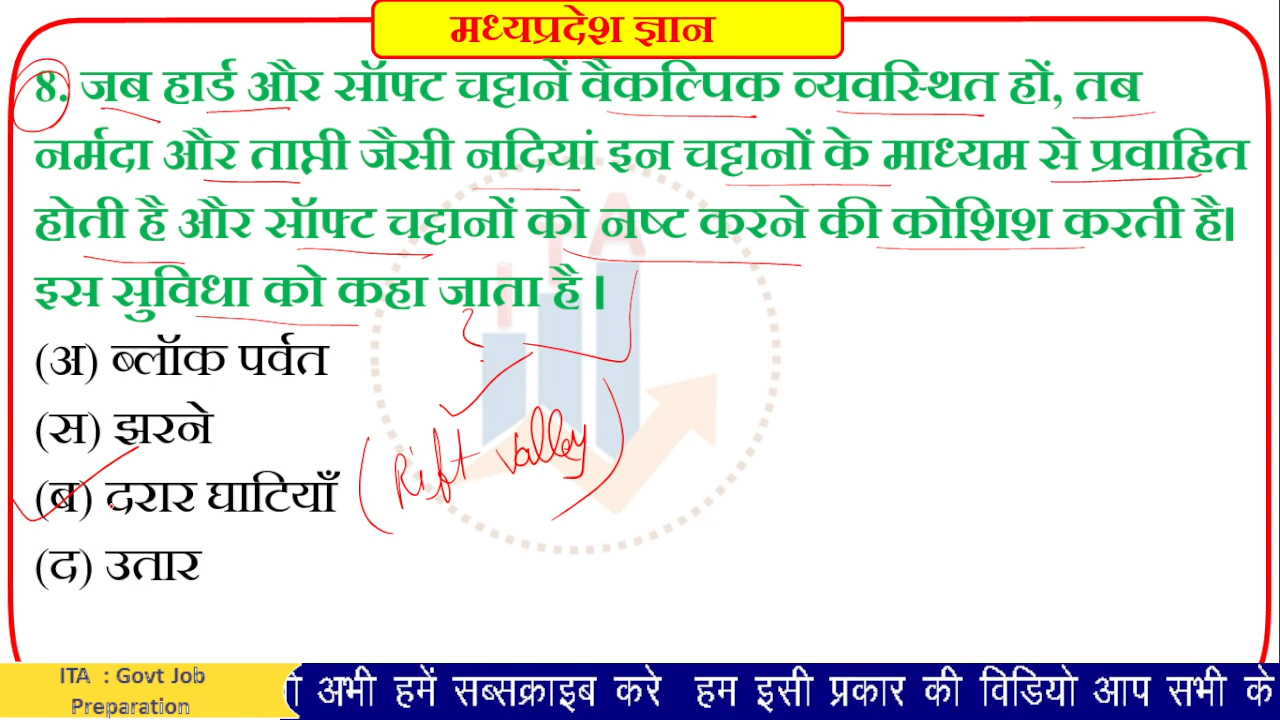 मध्यप्रदेश ज्ञान
8. जब हार्ड और सॉफ्ट चट्टानें वैकल्पिक व्यवस्थित हों, तब
नर्मदा और ताप्ती जैसी नदियां इन चट्टानों के माध्यम से प्रवाहित
होती है और सॉफ्ट चट्टानों को नष्ट करने की कोशिश करती है।
इस सुविधा को कहा जाता है ।
(अ) ब्लॉक पर्वत
(स) झरने
(ब) दरार घाटियाँ (Rift valley)
(द) उतार
ITA : Govt Job
Preparation
अभी हमें सब्सक्राइब करे हम इसी प्रकार की विडियो आप सभी के